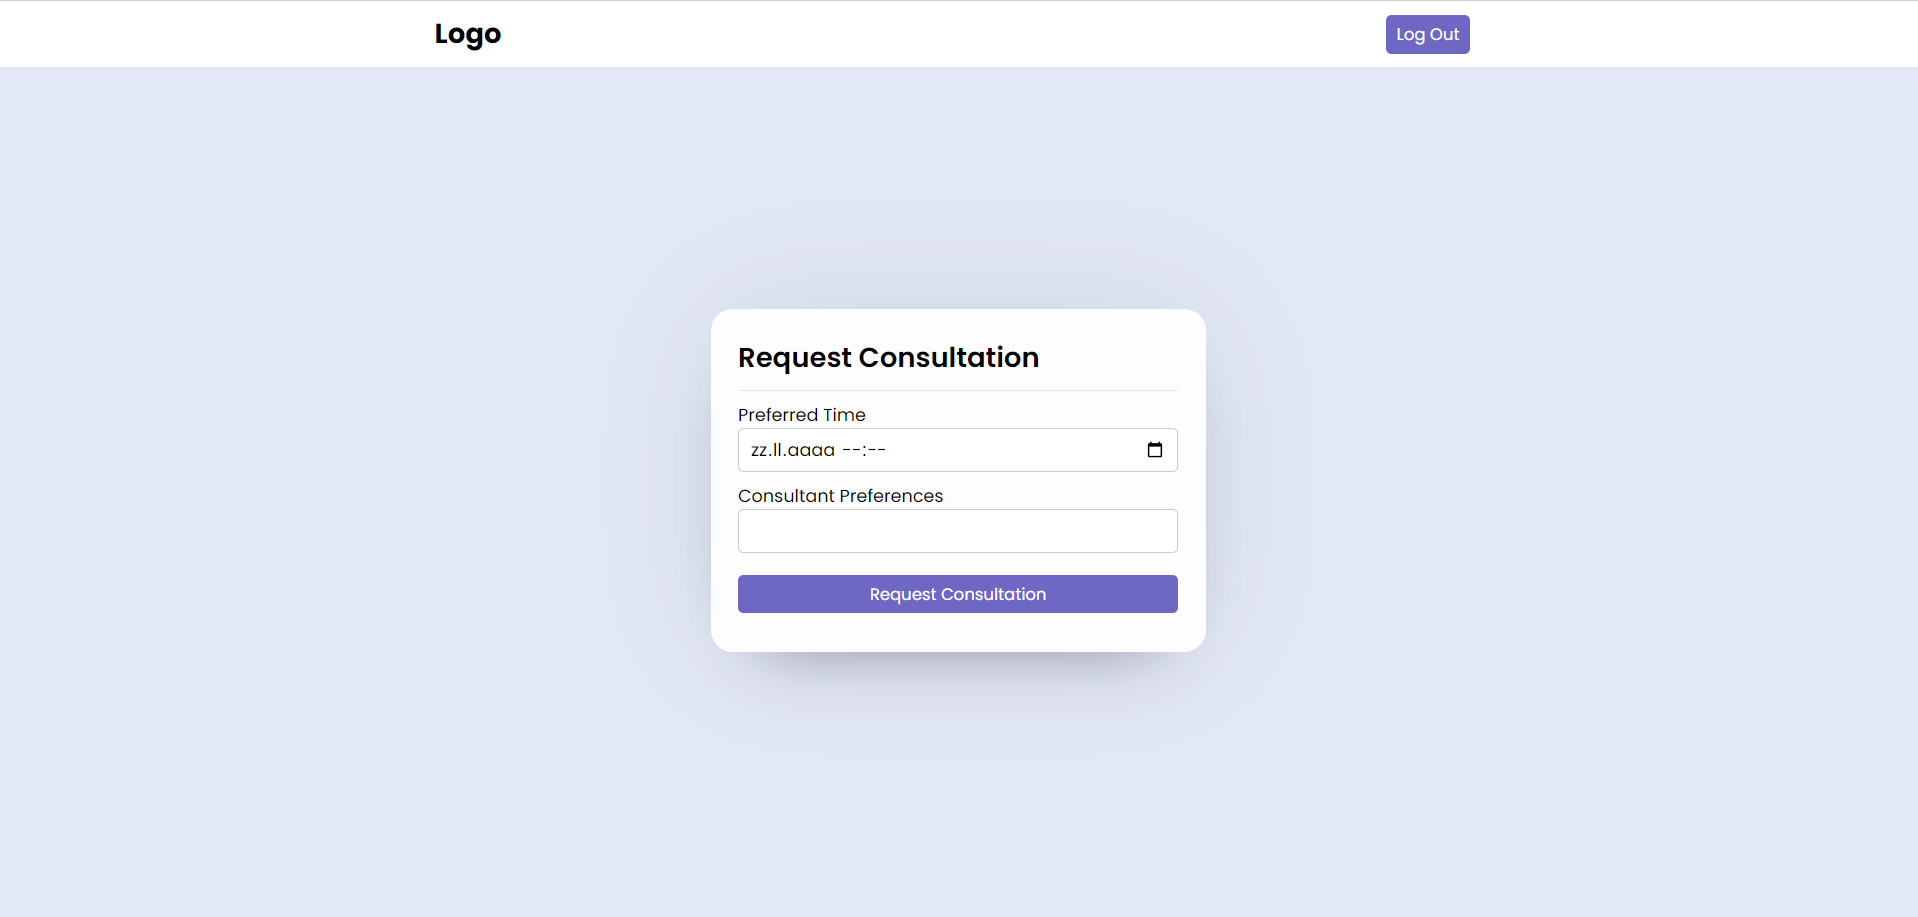 Logo
Log Out
Request Consultation
Preferred Time
zz.ll.aaaa --:--
Consultant Preferences
Request Consultation